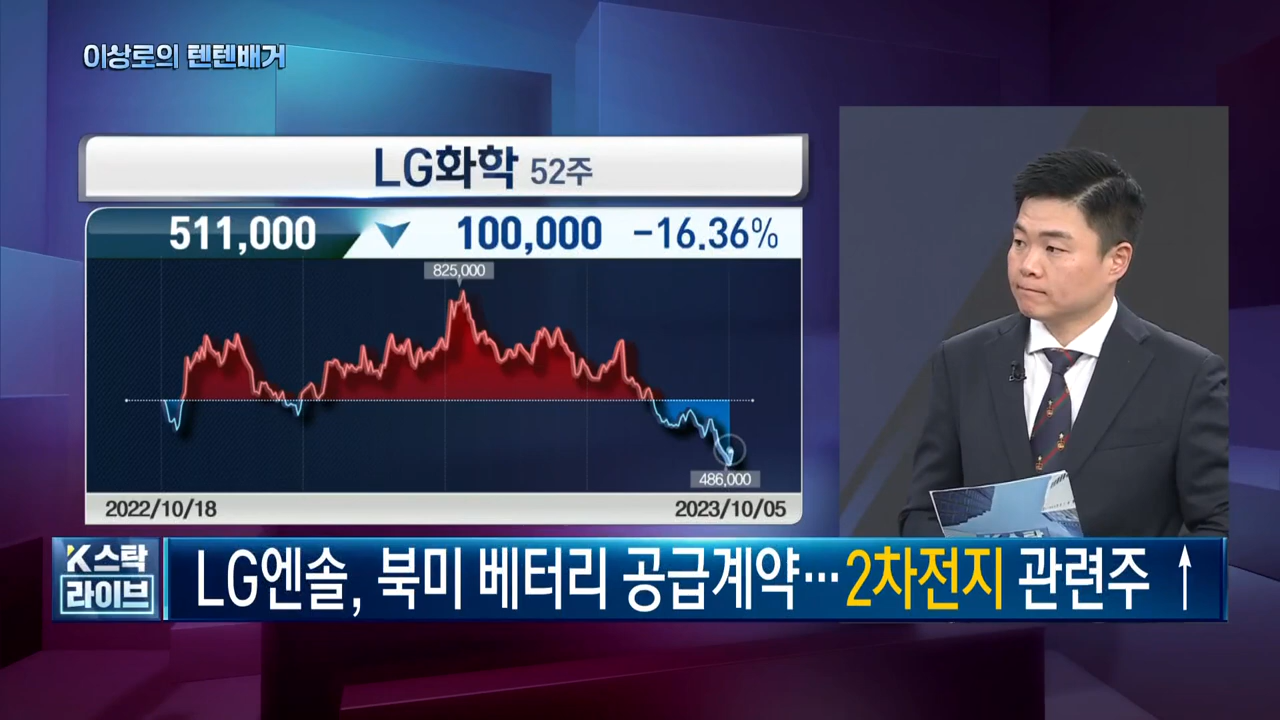 이상로의 텐텐배거
LG화학 52주
511,000 ▼ 100,000 -16.36%
825,000
486,000
2022/10/18 2023/10/05
K스탁
라이브
LG엔솔, 북미 베터리 공급계약…2차전지 관련주 ↑
K스탁